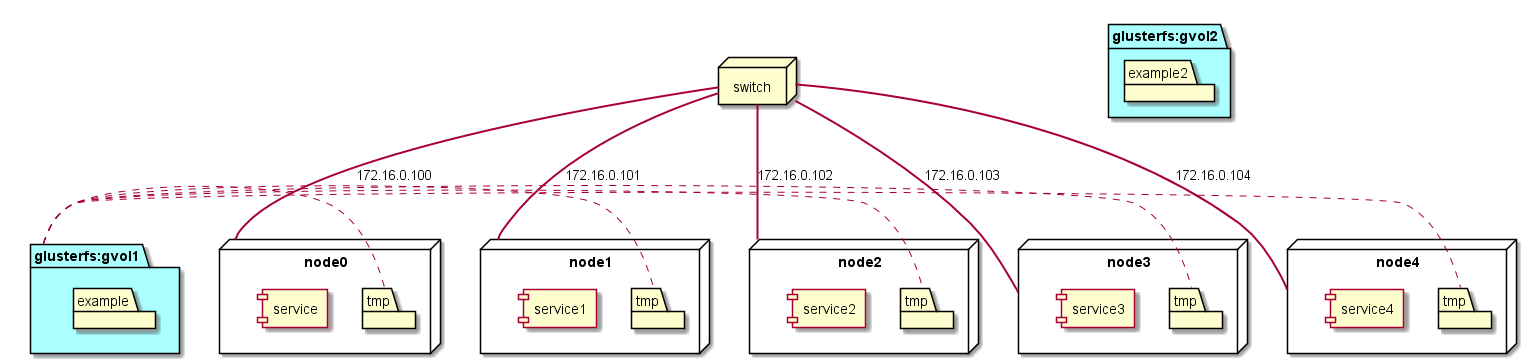 glusterfs:gvol2
example2
switch
172.16.0.100
172.16.0.101
172.16.0.102
172.16.0.103
172.16.0.104
glusterfs:gvol1
example
node0
service
tmp
node1
service1
tmp
node2
service2
tmp
node3
service3
tmp
node4
service4
tmp